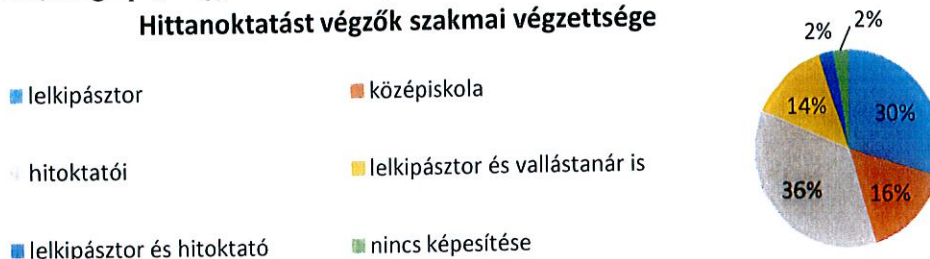 Hittanoktatást végzők szakmai végzettsége
lelkipásztor
középiskola
hitoktatói
lelkipásztor és vallástanár is
lelkipásztor és hitoktató
nincs képesítése
2%
2%
14%
30%
36%
16%